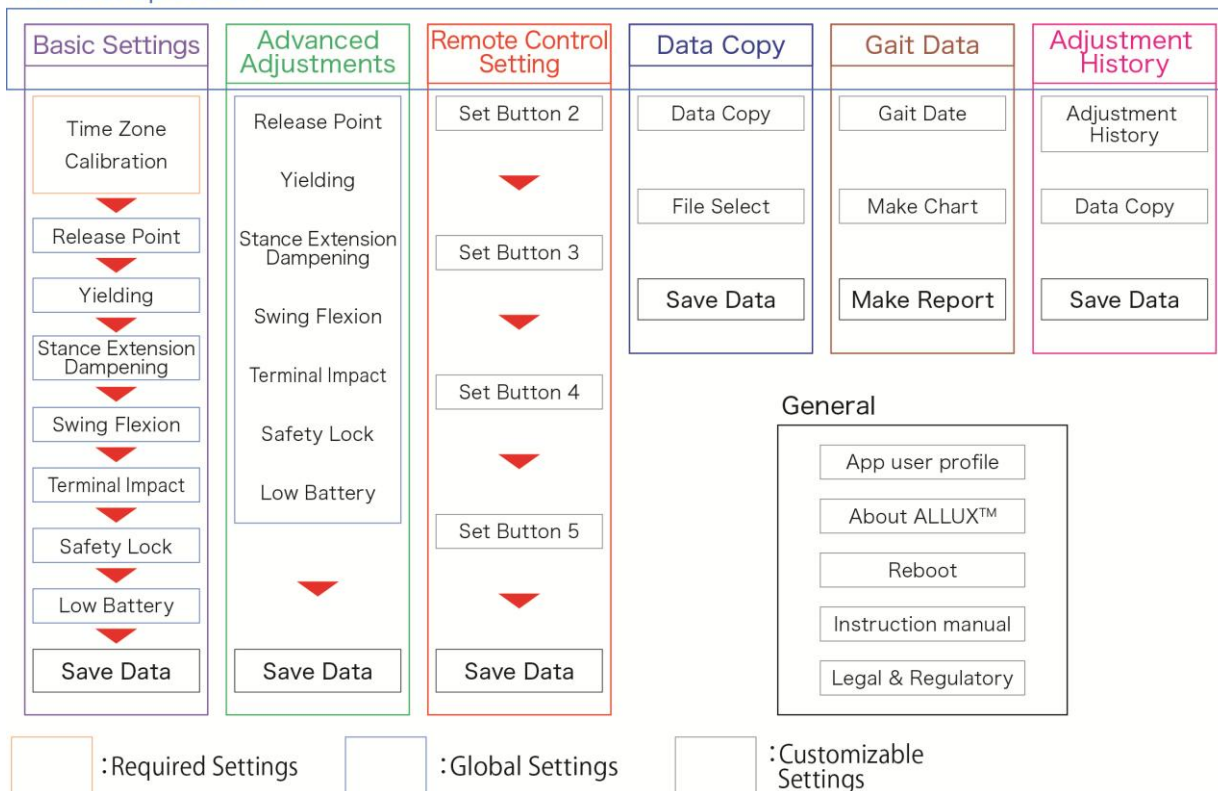 Basic Settings
Time Zone
Calibration
Release Point
Yielding
Stance Extension
Dampening
Swing Flexion
Terminal Impact
Safety Lock
Low Battery
Save Data
Advanced
Adjustments
Release Point
Yielding
Stance Extension
Dampening
Swing Flexion
Terminal Impact
Safety Lock
Low Battery
Save Data
Remote Control
Setting
Set Button 2
Set Button 3
Set Button 4
Set Button 5
Save Data
Data Copy
Data Copy
File Select
Save Data
Gait Data
Gait Date
Make Chart
Make Report
Adjustment
History
Adjustment
History
Data Copy
Save Data
General
App user profile
About ALLUX™
Reboot
Instruction manual
Legal & Regulatory
:Required Settings
:Global Settings
:Customizable
Settings